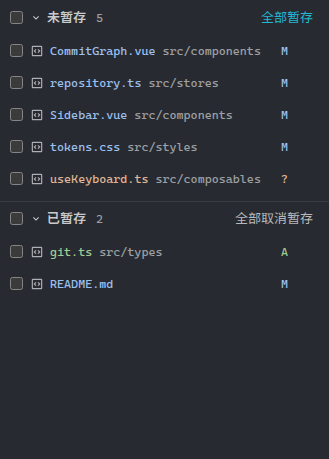 未暂存 5 全部暂存
CommitGraph.vue src/components M
repository.ts src/stores M
Sidebar.vue src/components M
tokens.css src/styles M
useKeyboard.ts src/composables ?
已暂存 2 全部取消暂存
git.ts src/types A
README.md M